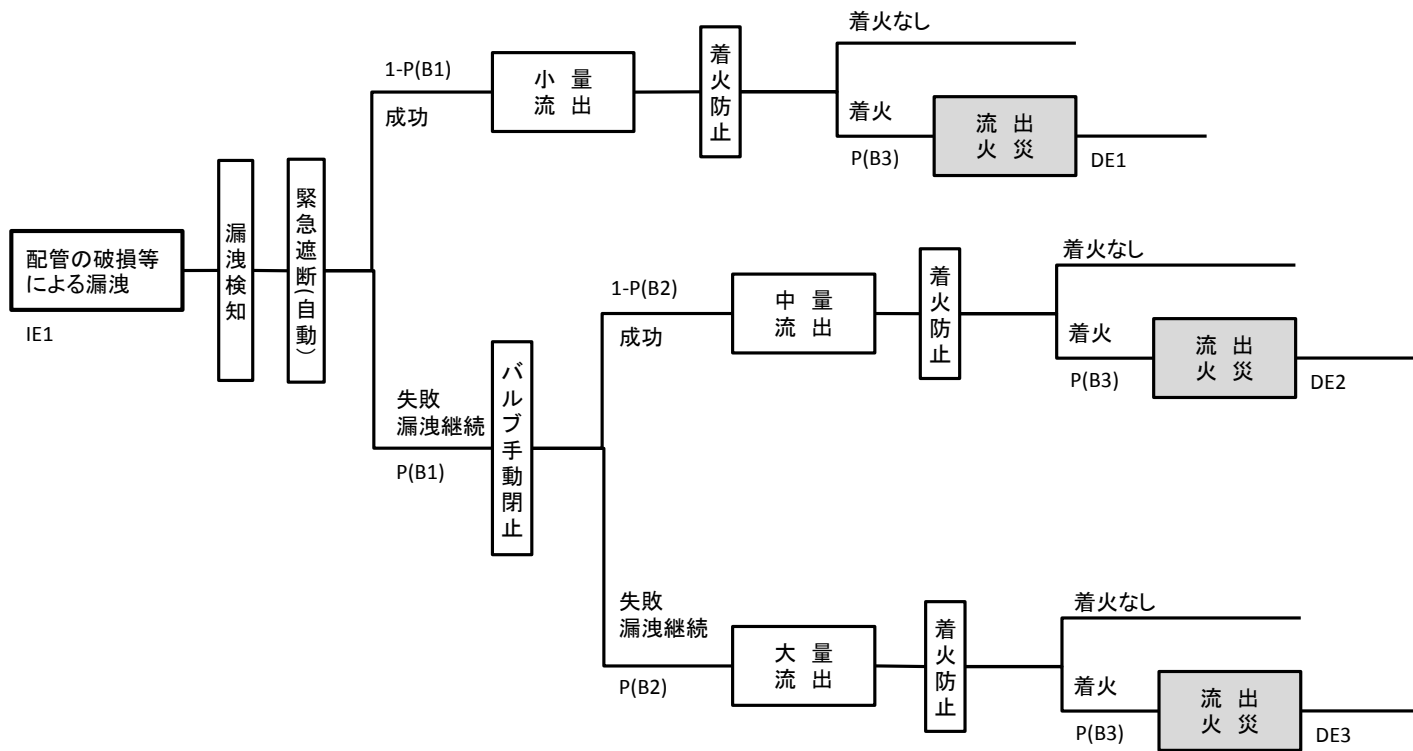 配管の破損等
による漏洩
IE1
漏洩検知
緊急遮断(自動)
1-P(B1)
成功
小 量
流 出
着火防止
着火なし
着火
P(B3)
流 出
火 災
DE1
失敗
漏洩継続
P(B1)
バルブ手動閉止
1-P(B2)
成功
中 量
流 出
着火防止
着火なし
着火
P(B3)
流 出
火 災
DE2
失敗
漏洩継続
P(B2)
大 量
流 出
着火防止
着火なし
着火
P(B3)
流 出
火 災
DE3